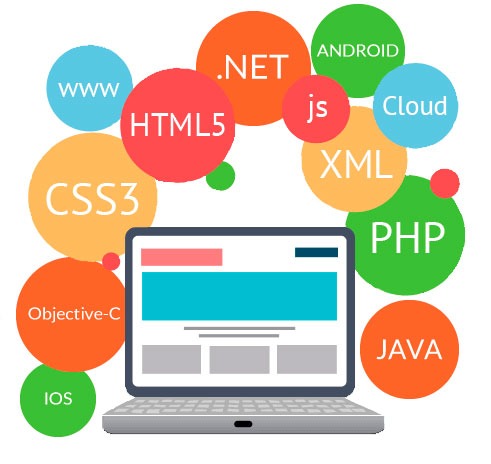 ANDROID
.NET
www
HTML5
js
Cloud
XML
CSS3
PHP
Objective-C
JAVA
IOS